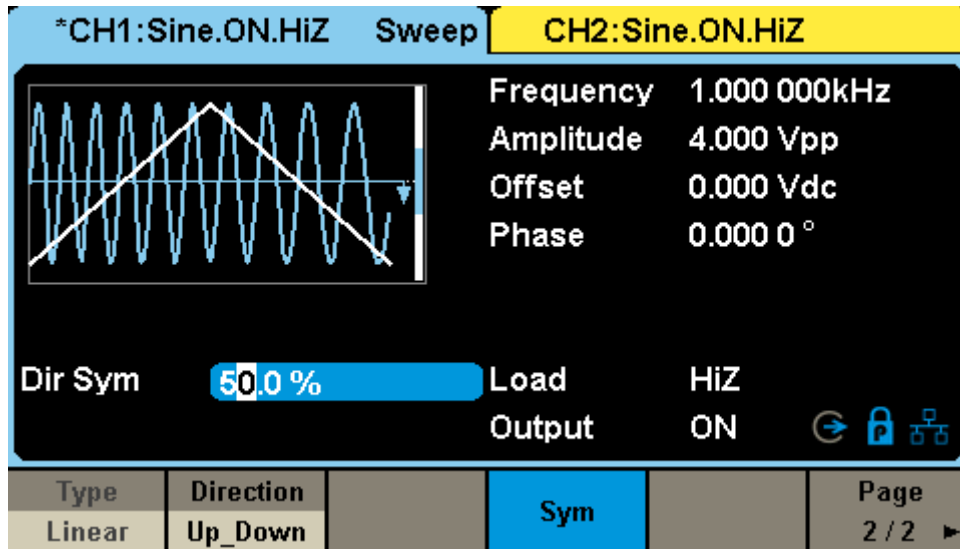 *CH1:Sine.ON.HiZ Sweep CH2:Sine.ON.HiZ
Frequency 1.000 000kHz
Amplitude 4.000 Vpp
Offset 0.000 Vdc
Phase 0.000 0 °
Dir Sym 50.0 % Load HiZ
Output ON P
Type Direction Sym Page
Linear Up_Down 2 / 2 ►